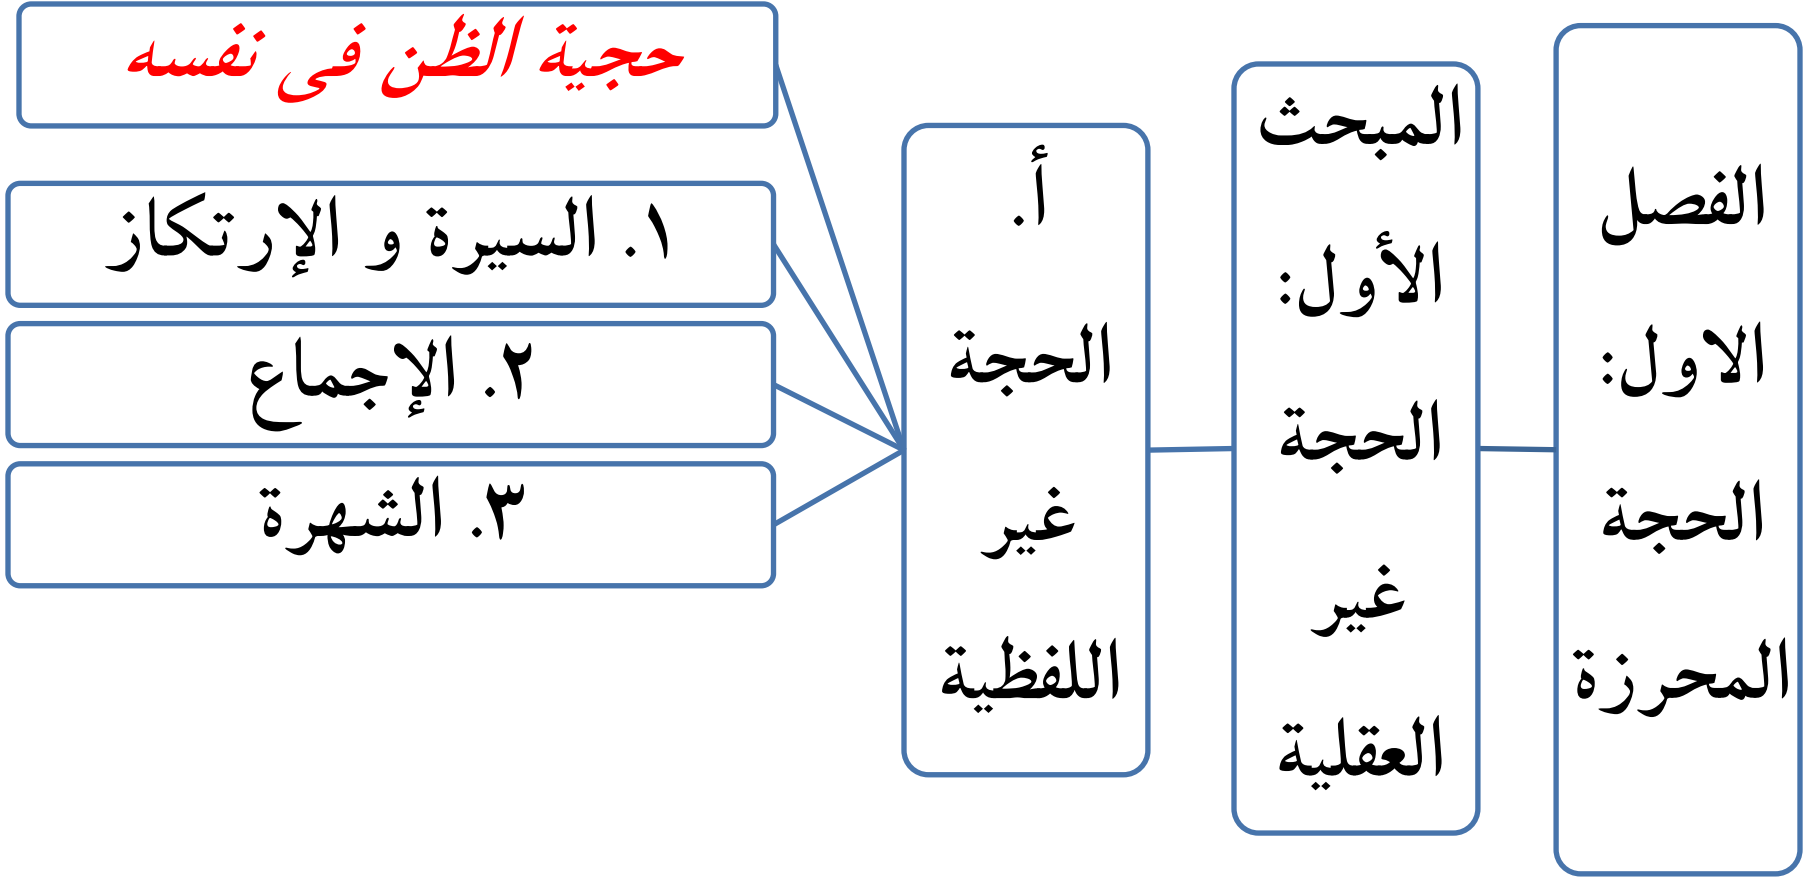 الفصل
الاول:
الحجة
المحرزة
المبحث
الأول:
الحجة
غير
العقلية
أ.
الحجة
غير
اللفظية
حجية الظن فى نفسه
١. السيرة و الإرتكاز
٢. الإجماع
٣. الشهرة